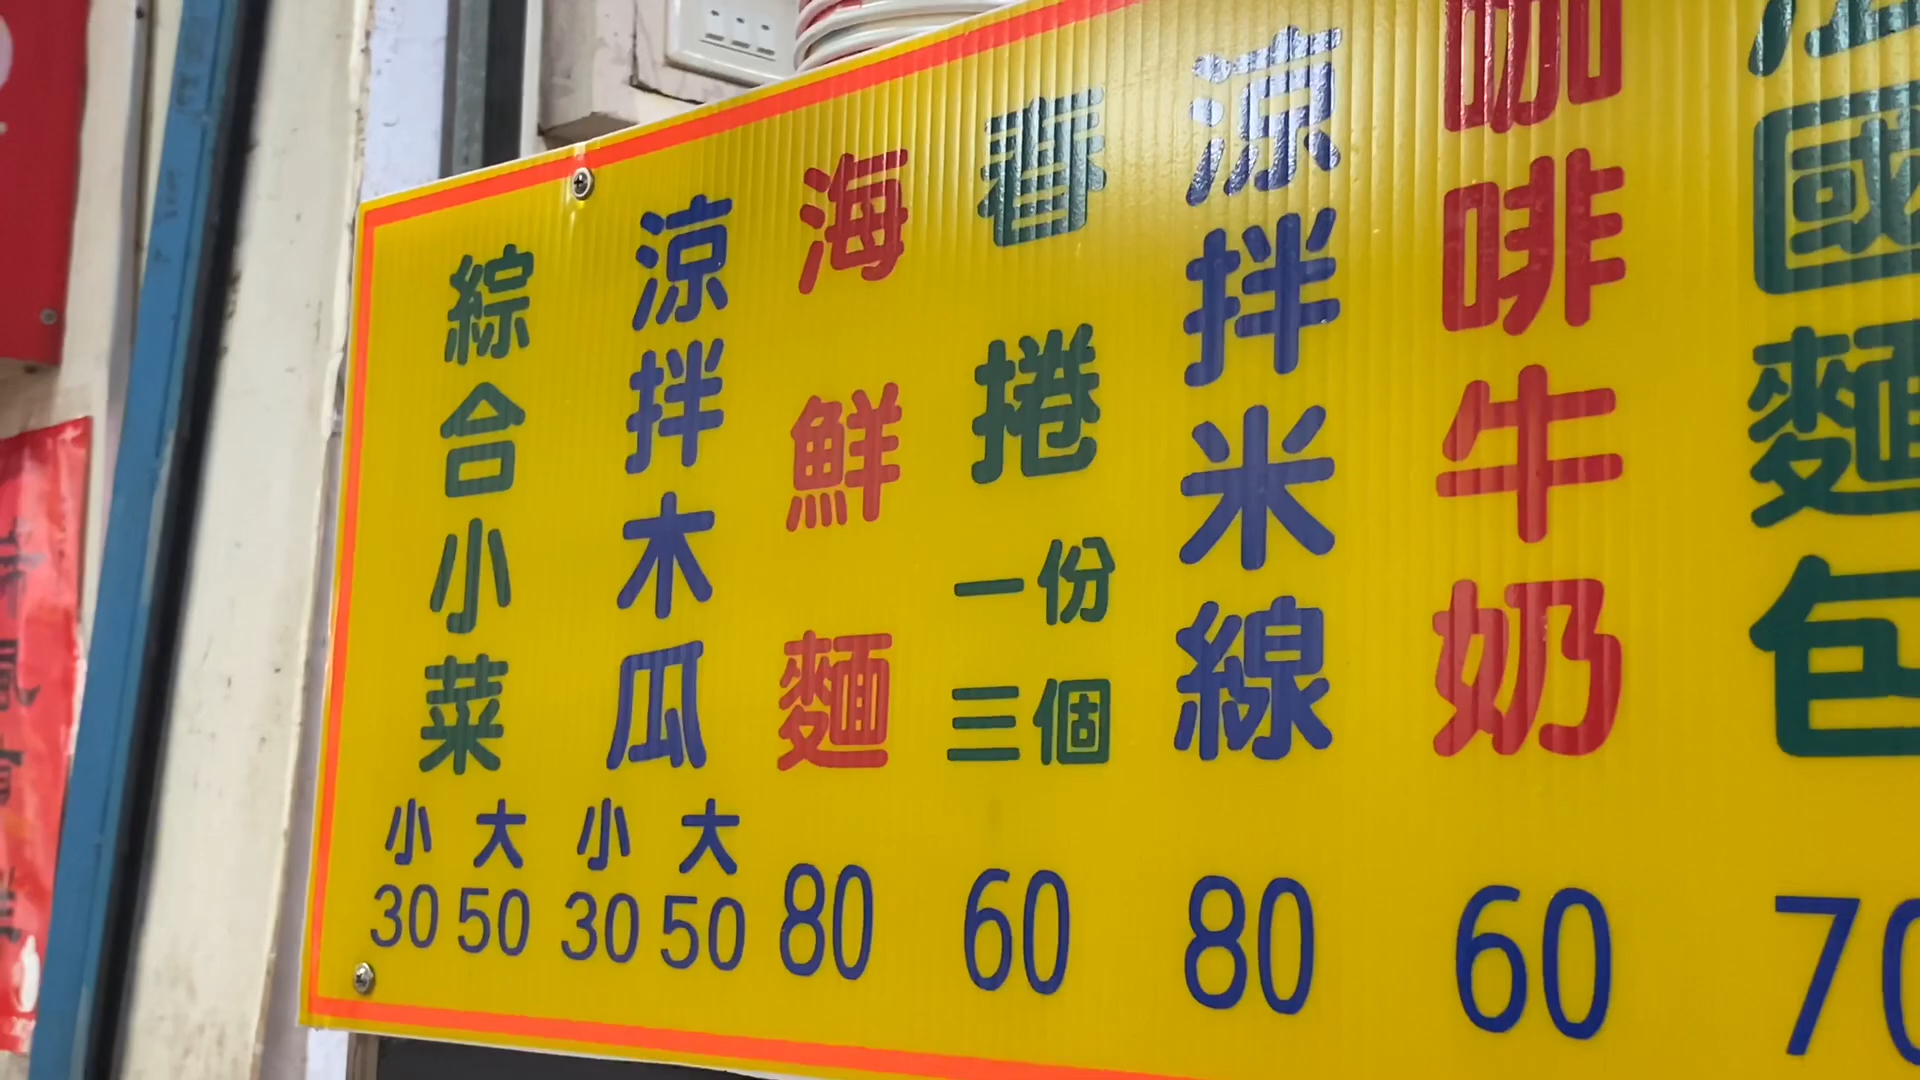 法國麵包
70
咖啡牛奶
60
涼拌米線
80
春捲
一份
三個
60
海鮮麵
80
涼拌木瓜
小 大
30 50
綜合小菜
小 大
30 50